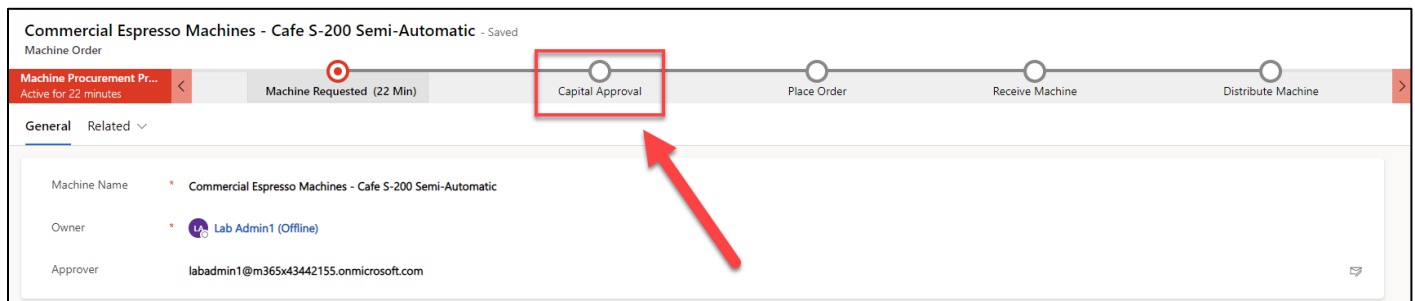 Commercial Espresso Machines - Cafe S-200 Semi-Automatic - Saved
Machine Order
Machine Procurement Pr...
Active for 22 minutes
Machine Requested (22 Min)
Capital Approval
Place Order
Receive Machine
Distribute Machine
General Related
Machine Name * Commercial Espresso Machines - Cafe S-200 Semi-Automatic
Owner * LA Lab Admin1 (Offline)
Approver labadmin1@m365x43442155.onmicrosoft.com